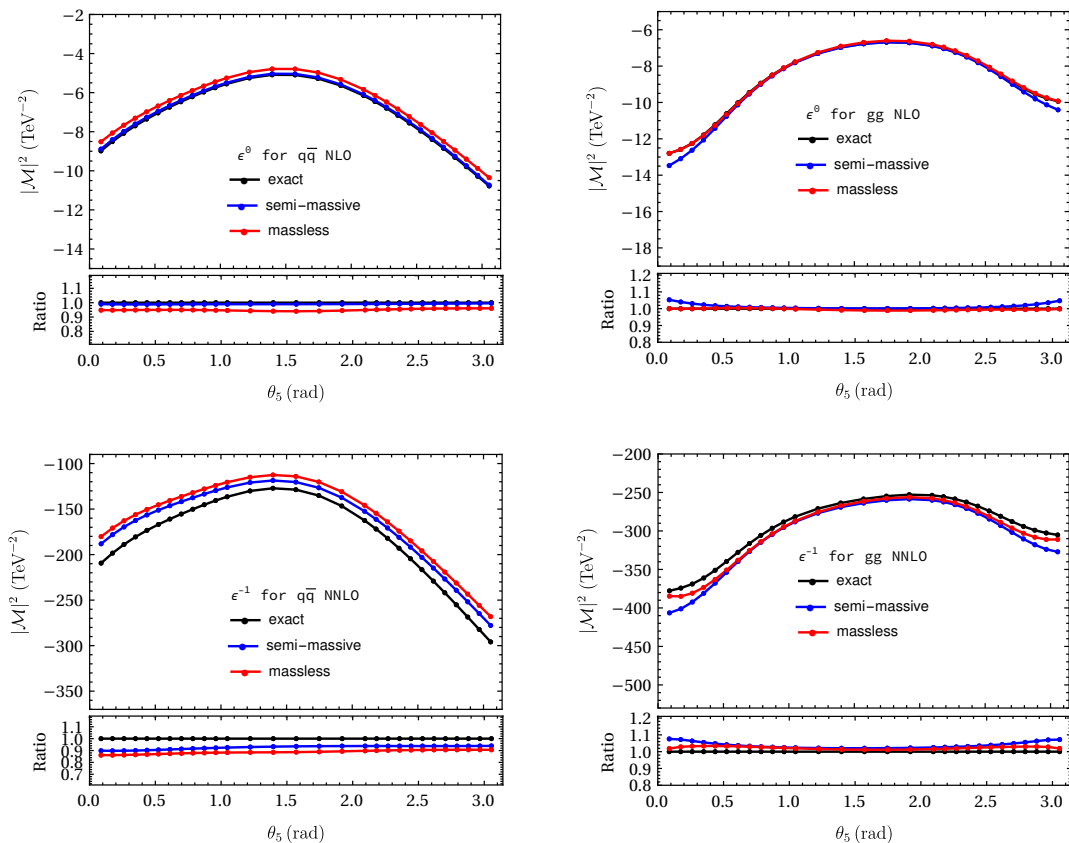 −2
−4
−6
−8
−10
−12
−14
|M|² (TeV⁻²)
ϵ⁰ for qq̅ NLO
exact
semi−massive
massless
1.1
1.0
0.9
Ratio
0.0 0.5 1.0 1.5 2.0 2.5 3.0
θ₅ (rad)
−6
−8
−10
−12
−14
−16
−18
|M|² (TeV⁻²)
ϵ⁰ for gg NLO
exact
semi−massive
massless
1.2
1.1
1.0
0.9
0.8
Ratio
0.0 0.5 1.0 1.5 2.0 2.5 3.0
θ₅ (rad)
−100
−150
−200
−250
−300
−350
|M|² (TeV⁻²)
ϵ⁻¹ for qq̅ NNLO
exact
semi−massive
massless
1.1
1.0
0.9
0.8
0.7
Ratio
0.0 0.5 1.0 1.5 2.0 2.5 3.0
θ₅ (rad)
−200
−250
−300
−350
−400
−450
−500
|M|² (TeV⁻²)
ϵ⁻¹ for gg NNLO
exact
semi−massive
massless
1.2
1.1
1.0
0.9
0.8
Ratio
0.0 0.5 1.0 1.5 2.0 2.5 3.0
θ₅ (rad)